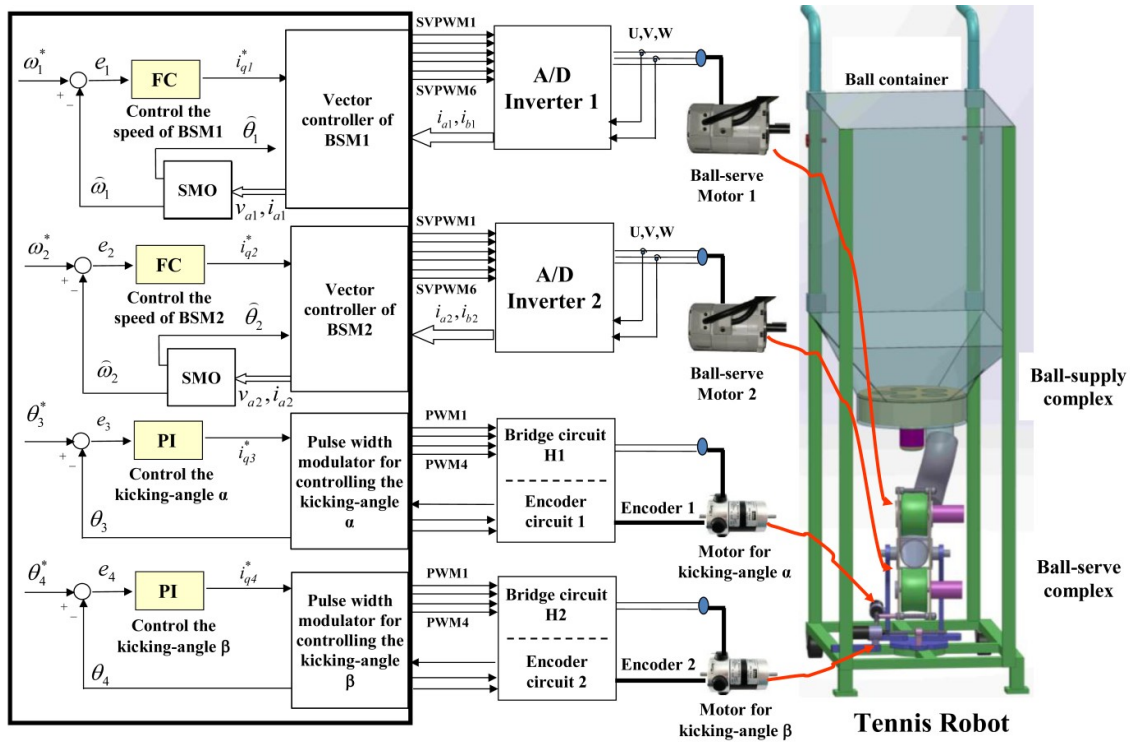 ω₁*
e₁
FC
i*q1
Control the
speed of BSM1
θ̂₁
ω̂₁
SMO
va1, ia1
+
−
Vector
controller of
BSM1
SVPWM1
SVPWM6
ia1, ib1
A/D
Inverter 1
U,V,W
Ball-serve
Motor 1
ω₂*
e₂
FC
i*q2
Control the
speed of BSM2
θ̂₂
ω̂₂
SMO
va2, ia2
+
−
Vector
controller of
BSM2
SVPWM1
SVPWM6
ia2, ib2
A/D
Inverter 2
U,V,W
Ball-serve
Motor 2
θ₃*
e₃
PI
i*q3
Control the
kicking-angle α
θ₃
+
−
Pulse width
modulator for
controlling the
kicking-angle
α
PWM1
PWM4
Bridge circuit
H1
Encoder
circuit 1
Encoder 1
Motor for
kicking-angle α
θ₄*
e₄
PI
i*q4
Control the
kicking-angle β
θ₄
+
−
Pulse width
modulator for
controlling the
kicking-angle
β
PWM1
PWM4
Bridge circuit
H2
Encoder
circuit 2
Encoder 2
Motor for
kicking-angle β
Ball container
Ball-supply
complex
Ball-serve
complex
Tennis Robot